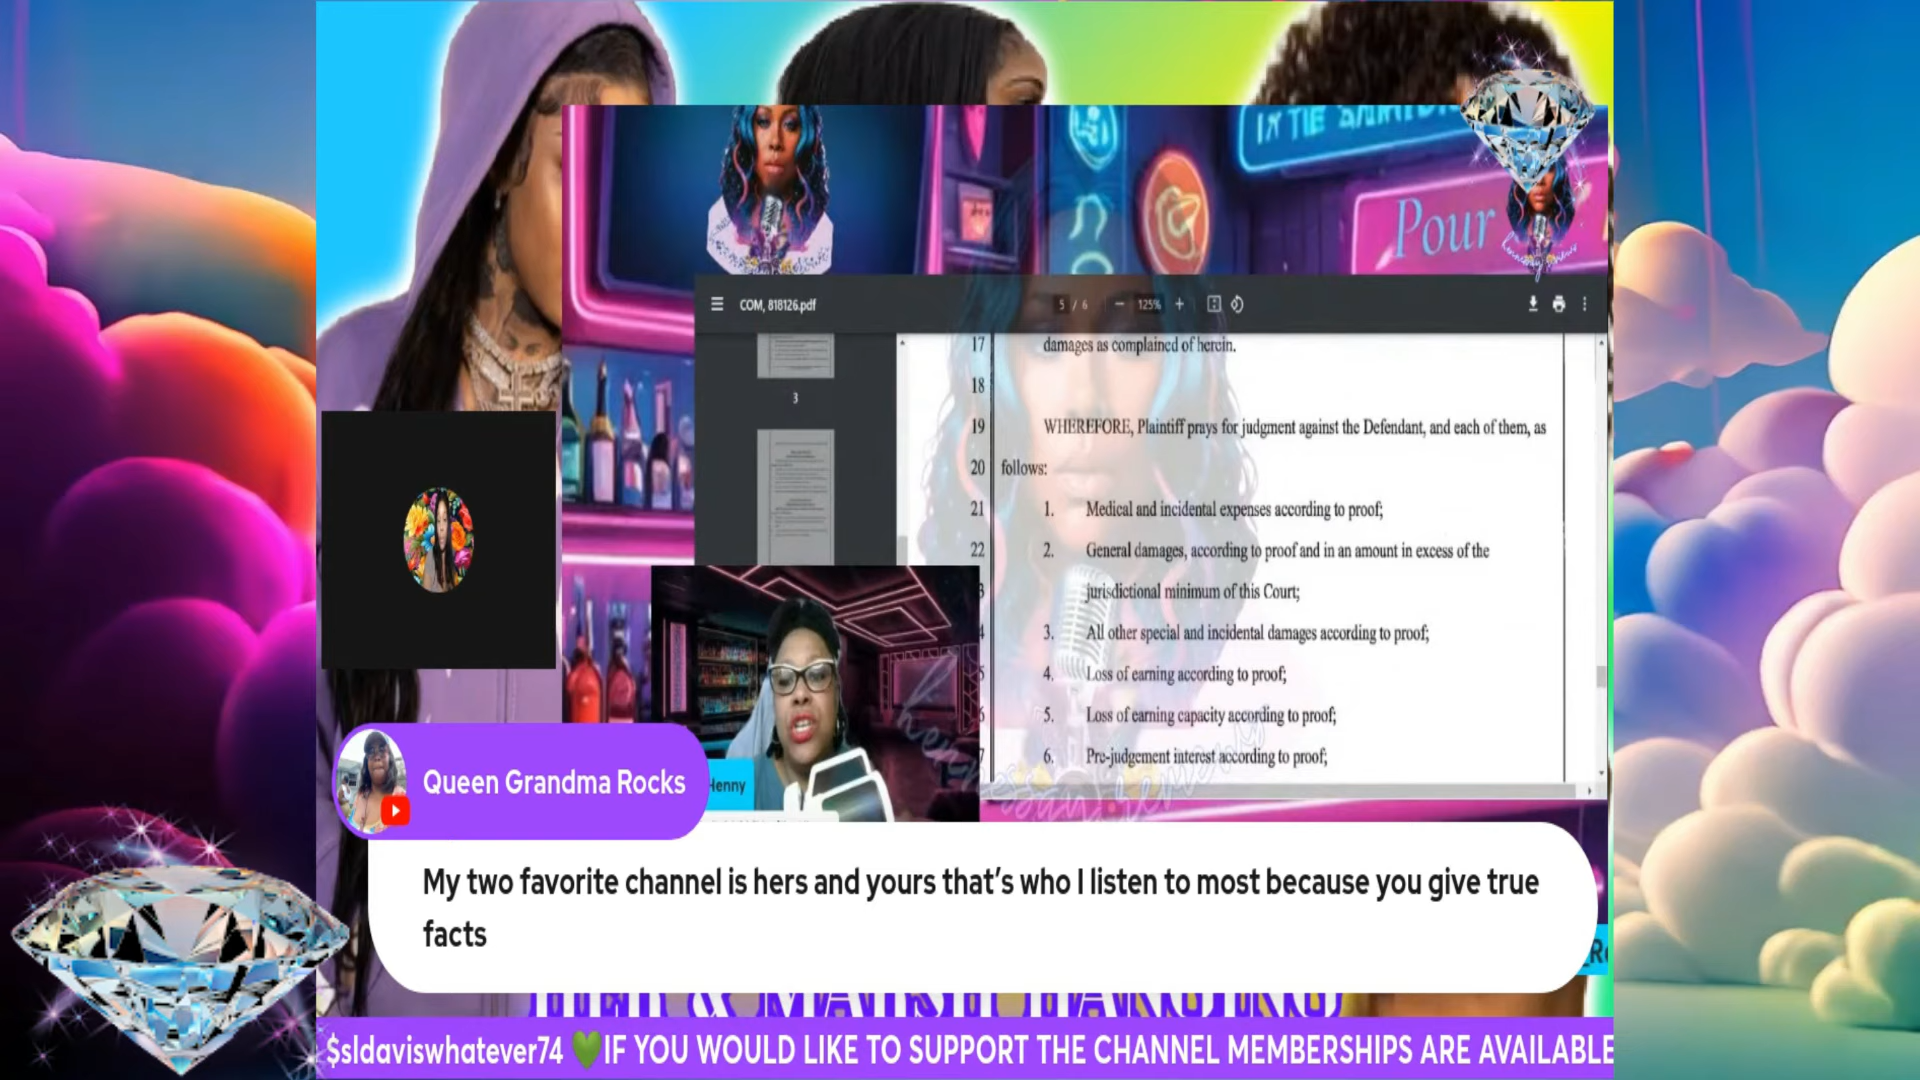 Pour
COM, 818126.pdf
5 / 6
125%
3
17 damages as complained of herein.
18
19 WHEREFORE, Plaintiff prays for judgment against the Defendant, and each of them, as
20 follows:
21 1. Medical and incidental expenses according to proof;
22 2. General damages, according to proof and in an amount in excess of the
jurisdictional minimum of this Court;
3. All other special and incidental damages according to proof;
4. Loss of earning according to proof;
5. Loss of earning capacity according to proof;
6. Pre-judgement interest according to proof;
Queen Grandma Rocks
My two favorite channel is hers and yours that's who I listen to most because you give true
facts
$sldaviswhatever74 💚IF YOU WOULD LIKE TO SUPPORT THE CHANNEL MEMBERSHIPS ARE AVAILABLE